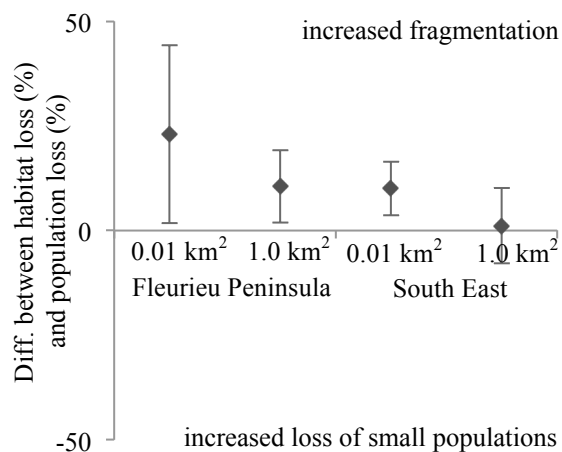 50
increased fragmentation
Diff. between habitat loss (%)
and population loss (%)
0
0.01 km² 1.0 km² 0.01 km² 1.0 km²
Fleurieu Peninsula South East
-50
increased loss of small populations